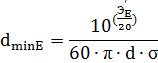 d_minE = 10^(Э_E/20) / (60 · π · d · σ)